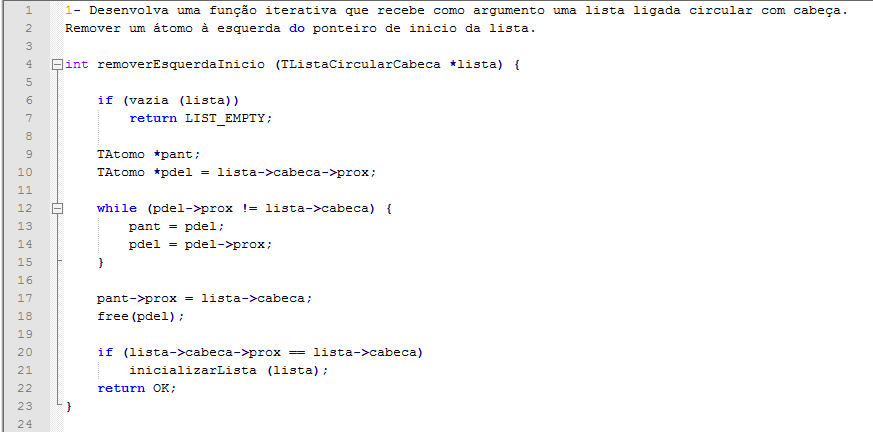 1 1- Desenvolva uma função iterativa que recebe como argumento uma lista ligada circular com cabeça.
2 Remover um átomo à esquerda do ponteiro de inicio da lista.
3
4 int removerEsquerdaInicio (TListaCircularCabeca *lista) {
5
6 if (vazia (lista))
7 return LIST_EMPTY;
8
9 TAtomo *pant;
10 TAtomo *pdel = lista->cabeca->prox;
11
12 while (pdel->prox != lista->cabeca) {
13 pant = pdel;
14 pdel = pdel->prox;
15 }
16
17 pant->prox = lista->cabeca;
18 free(pdel);
19
20 if (lista->cabeca->prox == lista->cabeca)
21 inicializarLista (lista);
22 return OK;
23 }
24